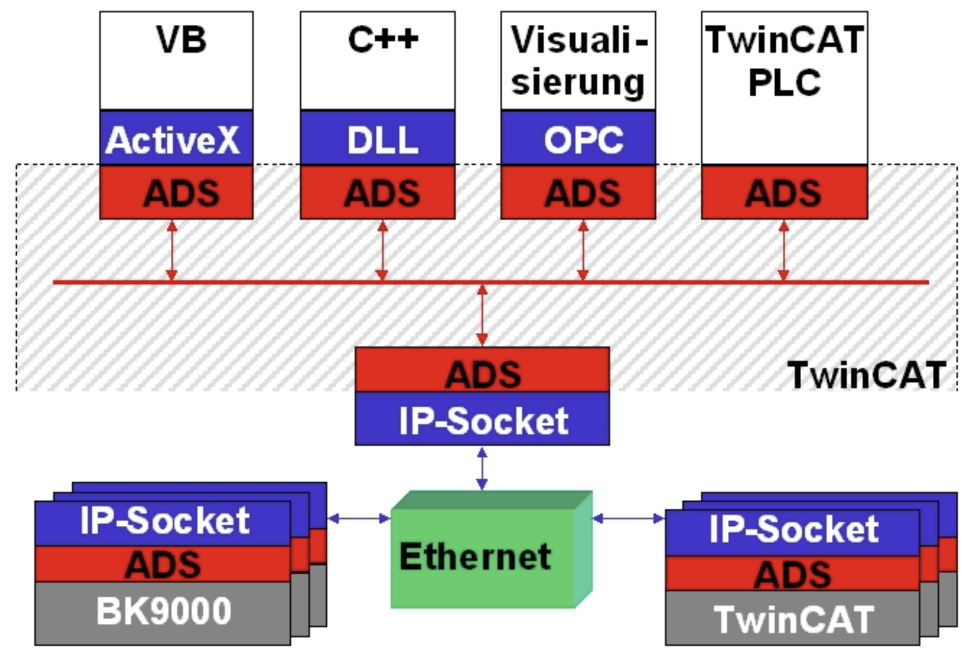 VB
ActiveX
ADS
C++
DLL
ADS
Visuali-
sierung
OPC
ADS
TwinCAT
PLC
ADS
TwinCAT
ADS
IP-Socket
IP-Socket
ADS
BK9000
Ethernet
IP-Socket
ADS
TwinCAT